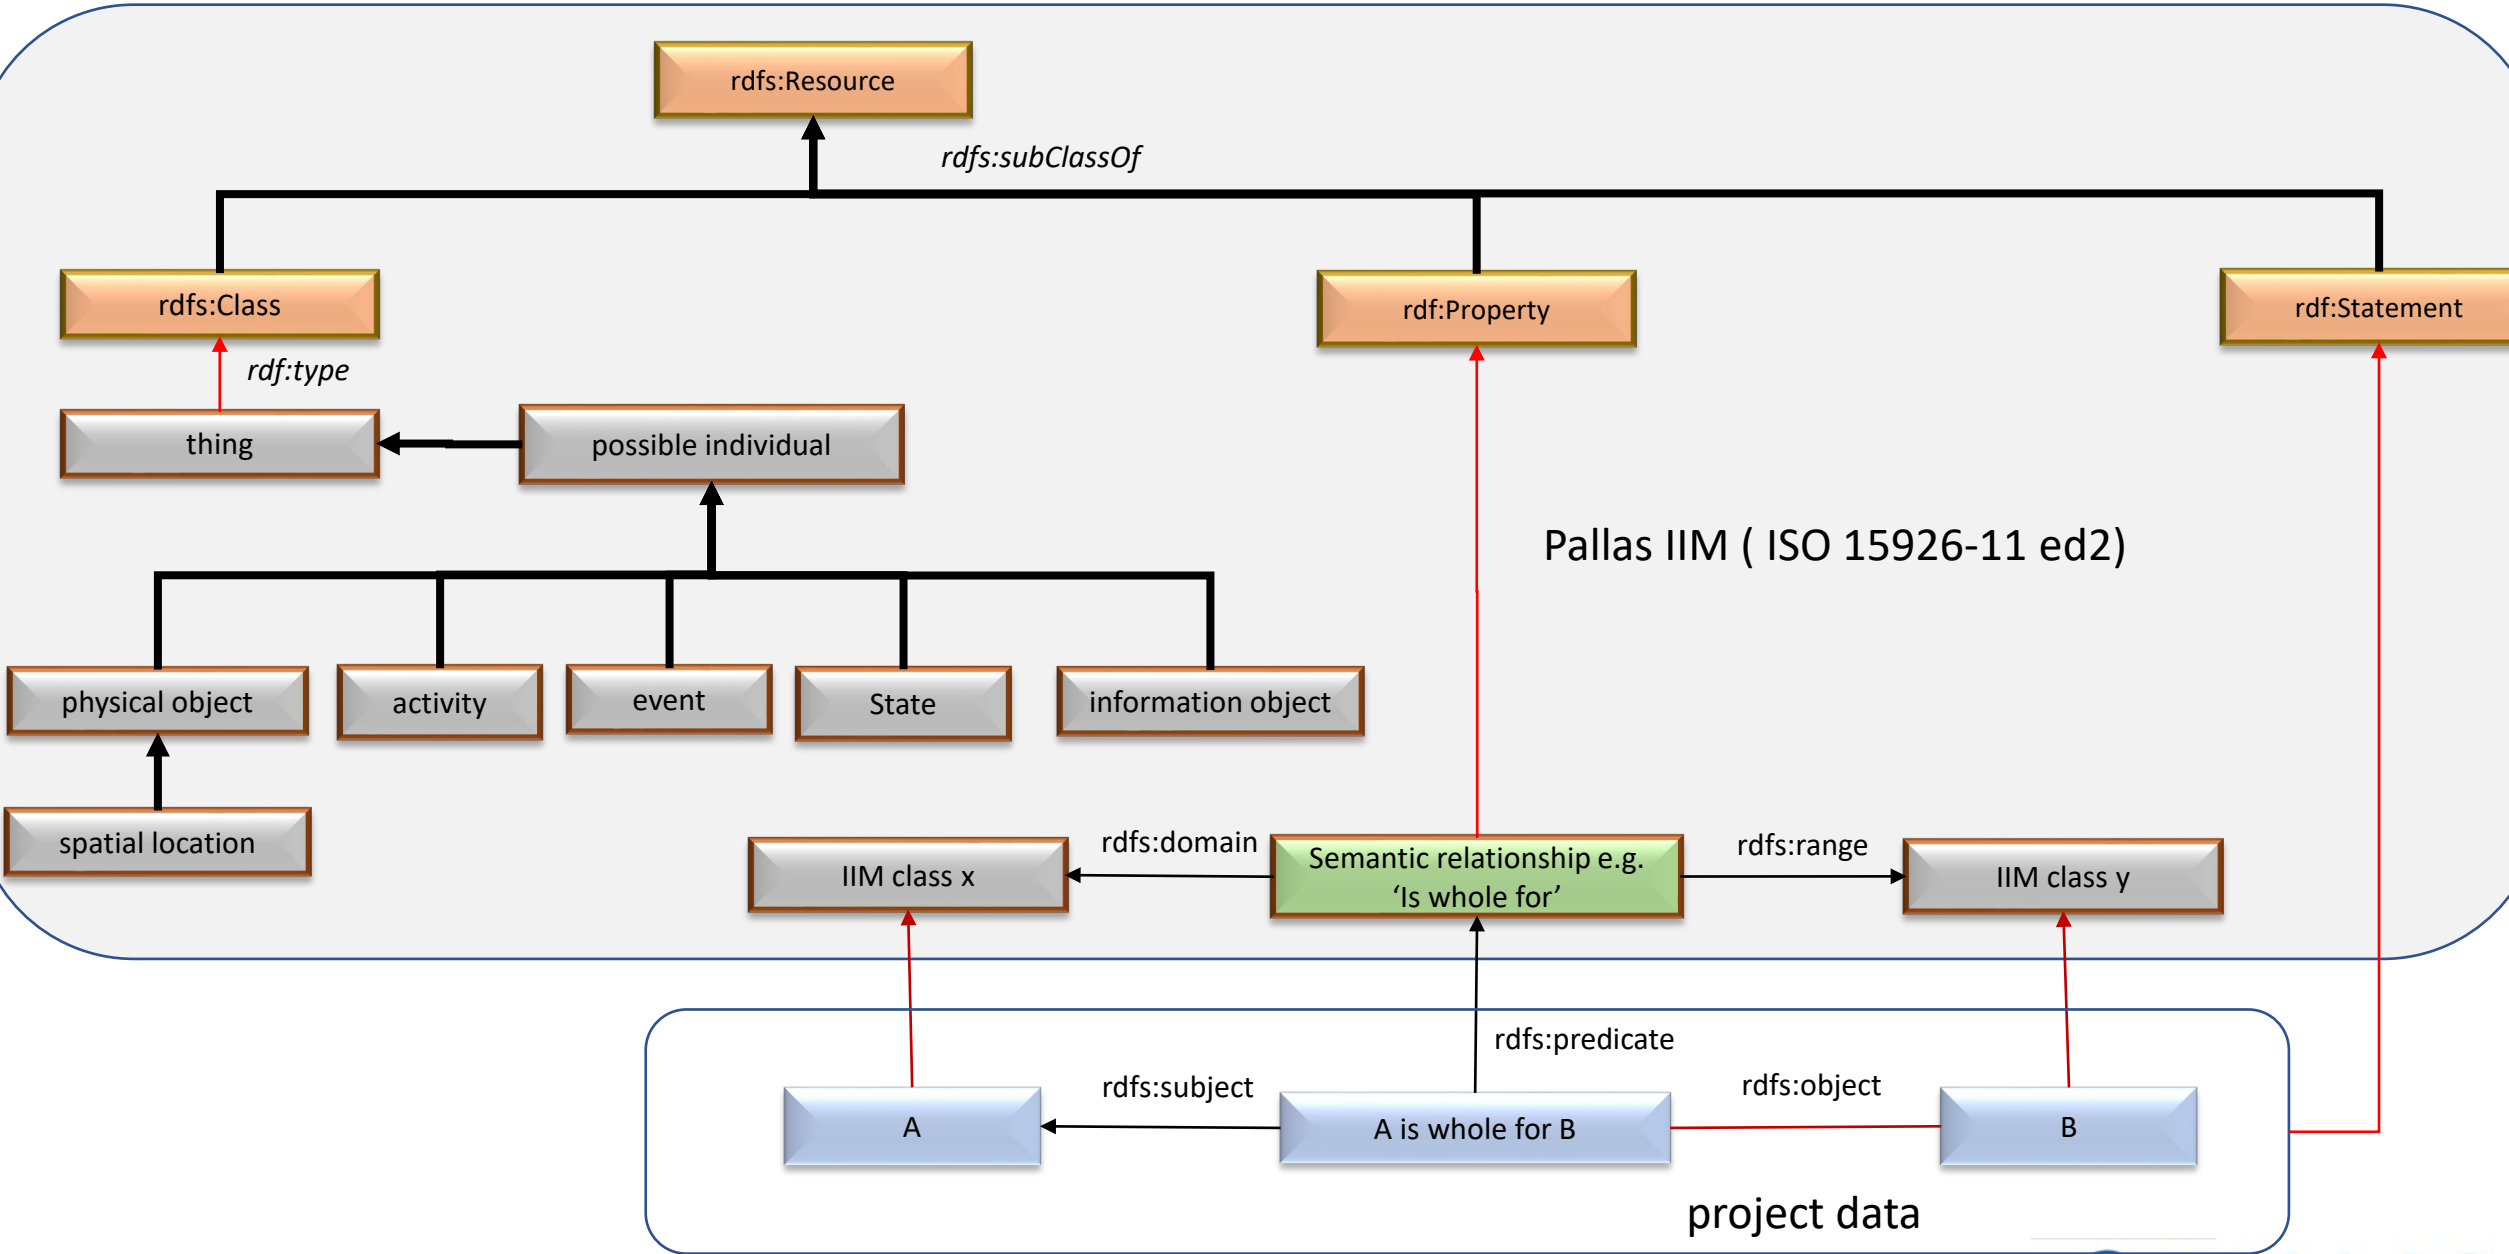 rdfs:Resource
rdfs:subClassOf
rdfs:Class
rdf:Property
rdf:Statement
rdf:type
thing
possible individual
Pallas IIM ( ISO 15926-11 ed2)
physical object
activity
event
State
information object
spatial location
IIM class x
rdfs:domain
Semantic relationship e.g.
‘Is whole for’
rdfs:range
IIM class y
rdfs:predicate
rdfs:subject
rdfs:object
A
A is whole for B
B
project data